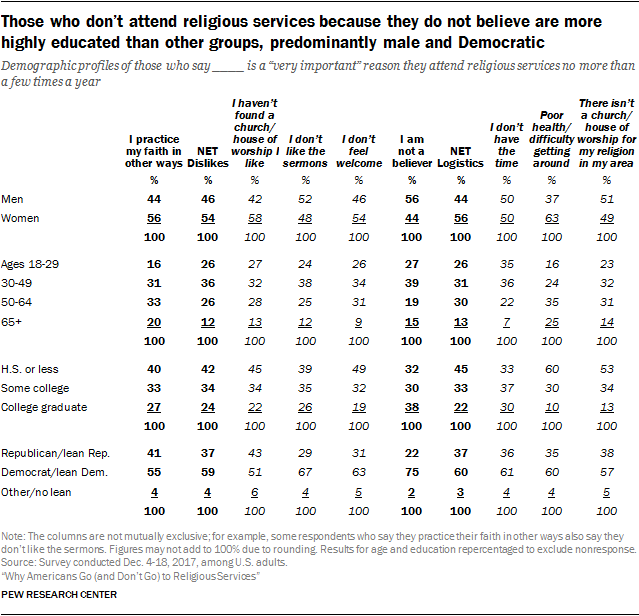 Those who don't attend religious services because they do not believe are more
highly educated than other groups, predominantly male and Democratic
Demographic profiles of those who say ____ is a "very important" reason they attend religious services no more than
a few times a year
I practice my faith in other ways NET Dislikes I haven't found a church/ house of worship I like I don't like the sermons I don't feel welcome I am not a believer NET Logistics I don't have the time Poor health/ difficulty getting around There isn't a church/ house of worship for my religion in my area
% % % % % % % % % %
Men 44 46 42 52 46 56 44 50 37 51
Women 56 54 58 48 54 44 56 50 63 49
100 100 100 100 100 100 100 100 100 100
Ages 18-29 16 26 27 24 26 27 26 35 16 23
30-49 31 36 32 38 34 39 31 36 24 32
50-64 33 26 28 25 31 19 30 22 35 31
65+ 20 12 13 12 9 15 13 7 25 14
100 100 100 100 100 100 100 100 100 100
H.S. or less 40 42 45 39 49 32 45 33 60 53
Some college 33 34 34 35 32 30 33 37 30 34
College graduate 27 24 22 26 19 38 22 30 10 13
100 100 100 100 100 100 100 100 100 100
Republican/lean Rep. 41 37 43 29 31 22 37 36 35 38
Democrat/lean Dem. 55 59 51 67 63 75 60 61 60 57
Other/no lean 4 4 6 4 5 2 3 4 4 5
100 100 100 100 100 100 100 100 100 100
Note: The columns are not mutually exclusive; for example, some respondents who say they practice their faith in other ways also say they
don't like the sermons. Figures may not add to 100% due to rounding. Results for age and education repercentaged to exclude nonresponse.
Source: Survey conducted Dec. 4-18, 2017, among U.S. adults.
"Why Americans Go (and Don't Go) to Religious Services"
PEW RESEARCH CENTER